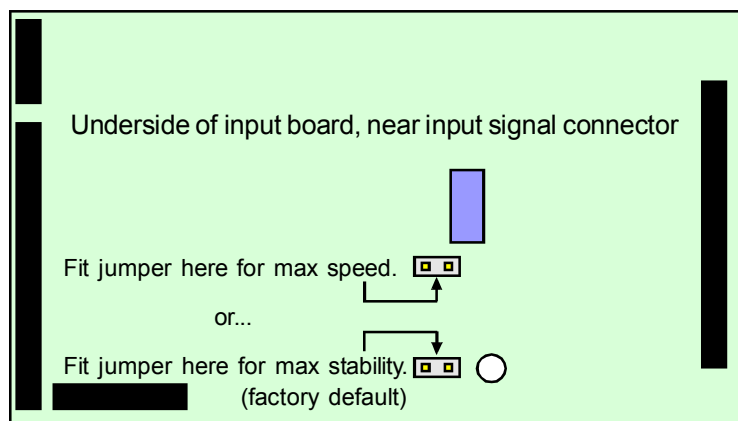 Underside of input board, near input signal connector
Fit jumper here for max speed.
or...
Fit jumper here for max stability.
(factory default)